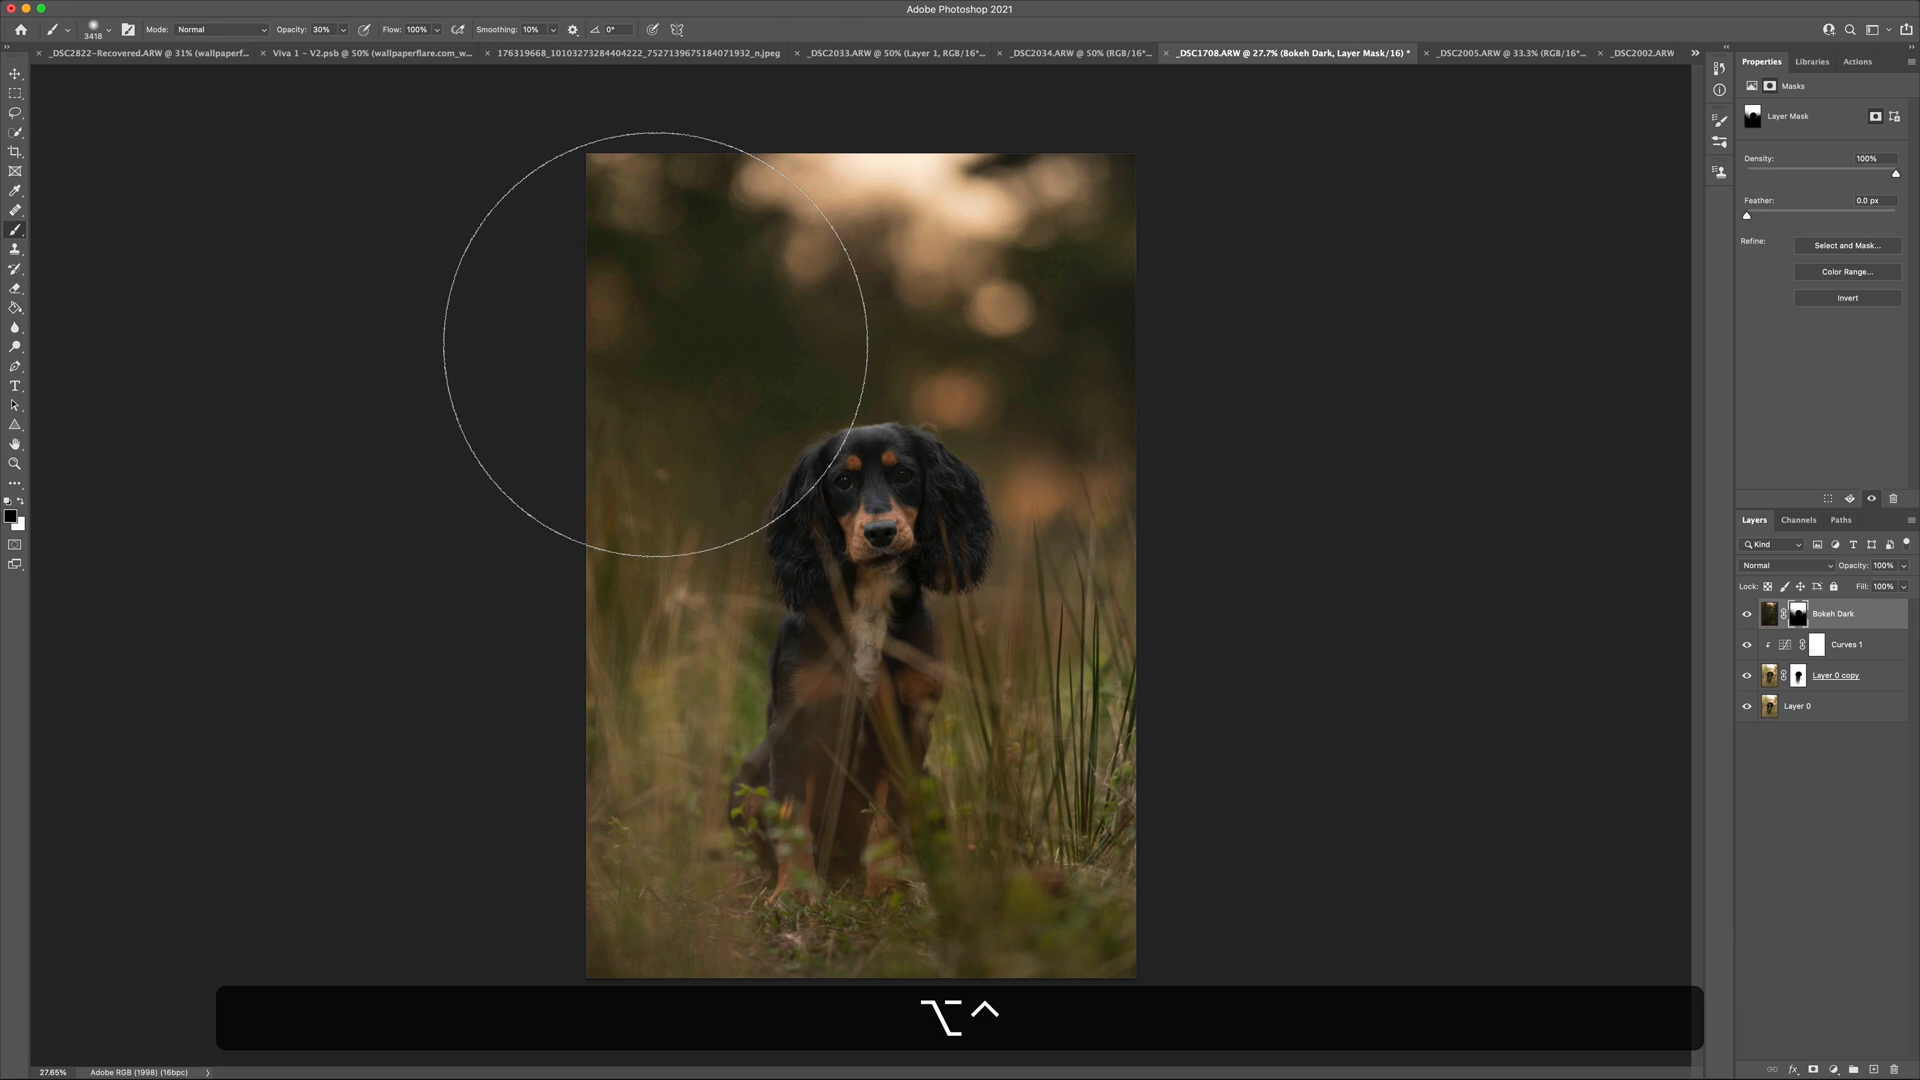 Adobe Photoshop 2021
3418 Mode: Normal Opacity: 30% Flow: 100% Smoothing: 10% 0°
_DSC2822-Recovered.ARW @ 31% (wallpaperf... Viva 1 - V2.psb @ 50% (wallpaperflare.com_w... 176319668_10103273284404222_7527139675184071932_n.jpeg _DSC2033.ARW @ 50% (Layer 1, RGB/16*... _DSC2034.ARW @ 50% (RGB/16*... _DSC1708.ARW @ 27.7% (Bokeh Dark, Layer Mask/16) * _DSC2005.ARW @ 33.3% (RGB/16*... _DSC2002.ARW
Properties Libraries Actions
Masks
Layer Mask
Density: 100%
Feather: 0.0 px
Refine: Select and Mask...
Color Range...
Invert
Layers Channels Paths
Kind
Normal Opacity: 100%
Lock: Fill: 100%
Bokeh Dark
Curves 1
Layer 0 copy
Layer 0
⌥ ^
27.65% Adobe RGB (1998) (16bpc)